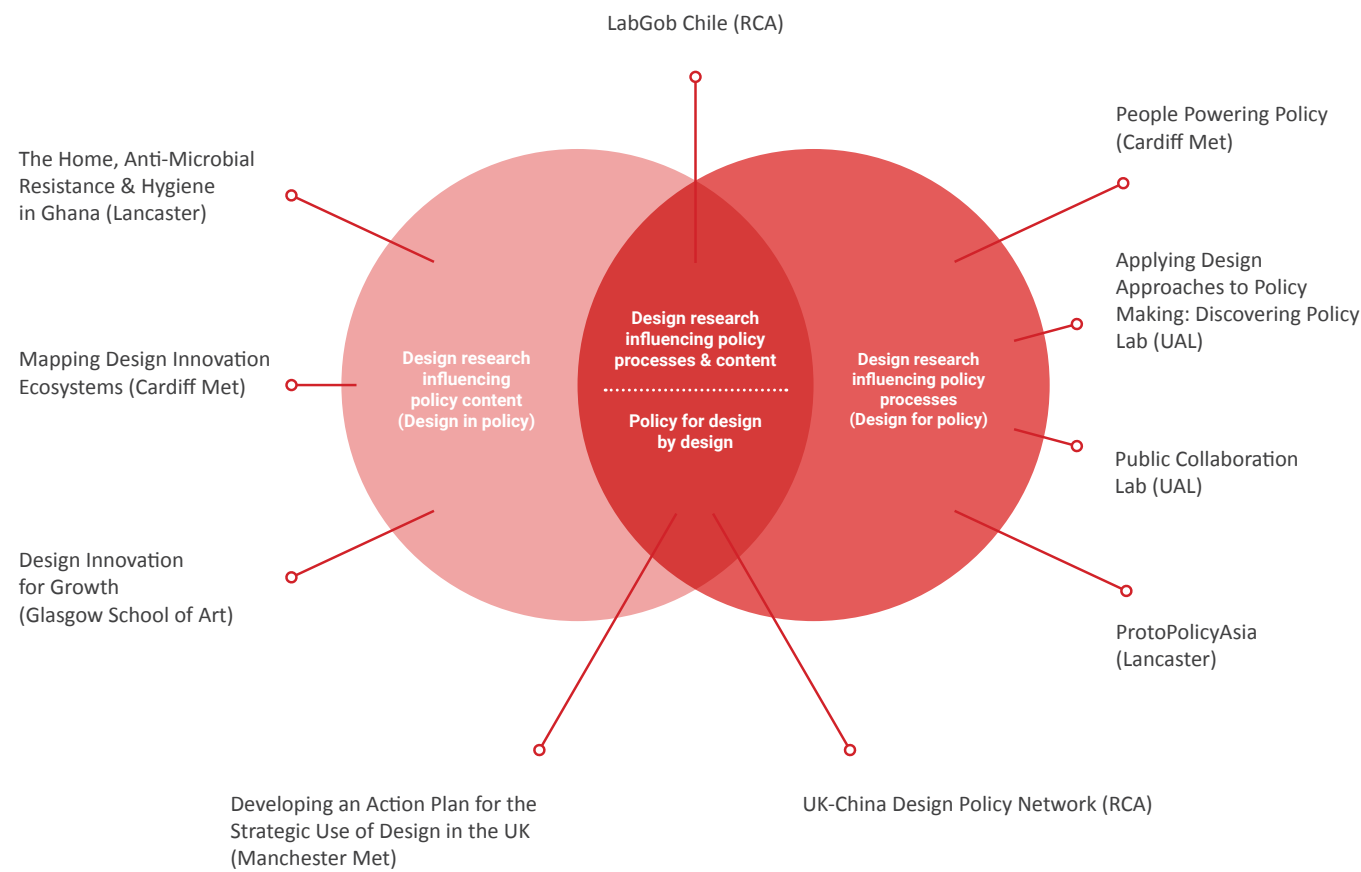 LabGob Chile (RCA)
The Home, Anti-Microbial
Resistance & Hygiene
in Ghana (Lancaster)
Mapping Design Innovation
Ecosystems (Cardiff Met)
Design Innovation
for Growth
(Glasgow School of Art)
Design research
influencing
policy content
(Design in policy)
Design research
influencing policy
processes & content
Policy for design
by design
Design research
influencing policy
processes
(Design for policy)
People Powering Policy
(Cardiff Met)
Applying Design
Approaches to Policy
Making: Discovering Policy
Lab (UAL)
Public Collaboration
Lab (UAL)
ProtoPolicyAsia
(Lancaster)
Developing an Action Plan for the
Strategic Use of Design in the UK
(Manchester Met)
UK-China Design Policy Network (RCA)